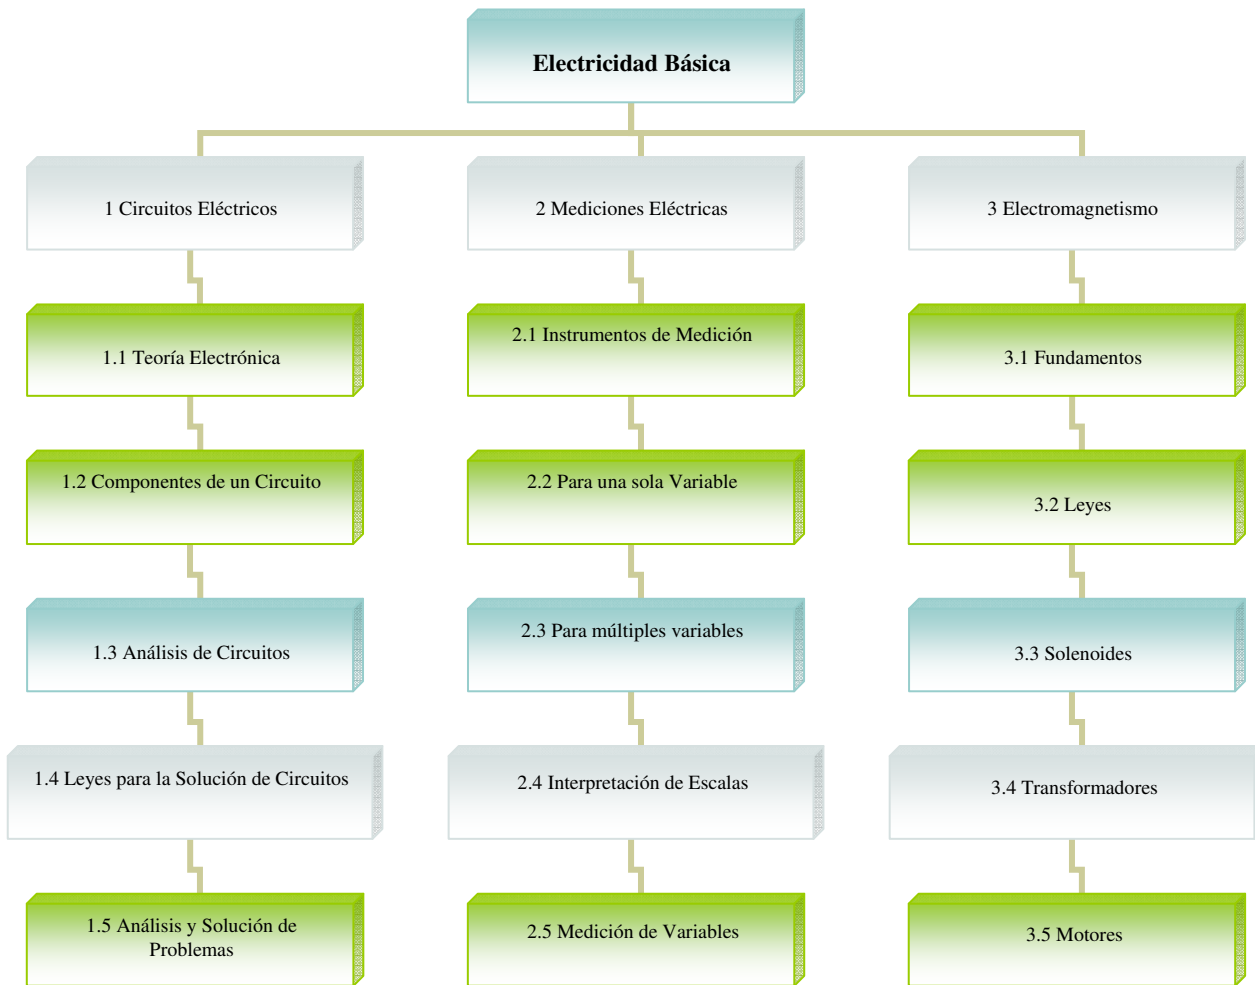 Electricidad Básica
1 Circuitos Eléctricos
2 Mediciones Eléctricas
3 Electromagnetismo
1.1 Teoría Electrónica
2.1 Instrumentos de Medición
3.1 Fundamentos
1.2 Componentes de un Circuito
2.2 Para una sola Variable
3.2 Leyes
1.3 Análisis de Circuitos
2.3 Para múltiples variables
3.3 Solenoides
1.4 Leyes para la Solución de Circuitos
2.4 Interpretación de Escalas
3.4 Transformadores
1.5 Análisis y Solución de
Problemas
2.5 Medición de Variables
3.5 Motores